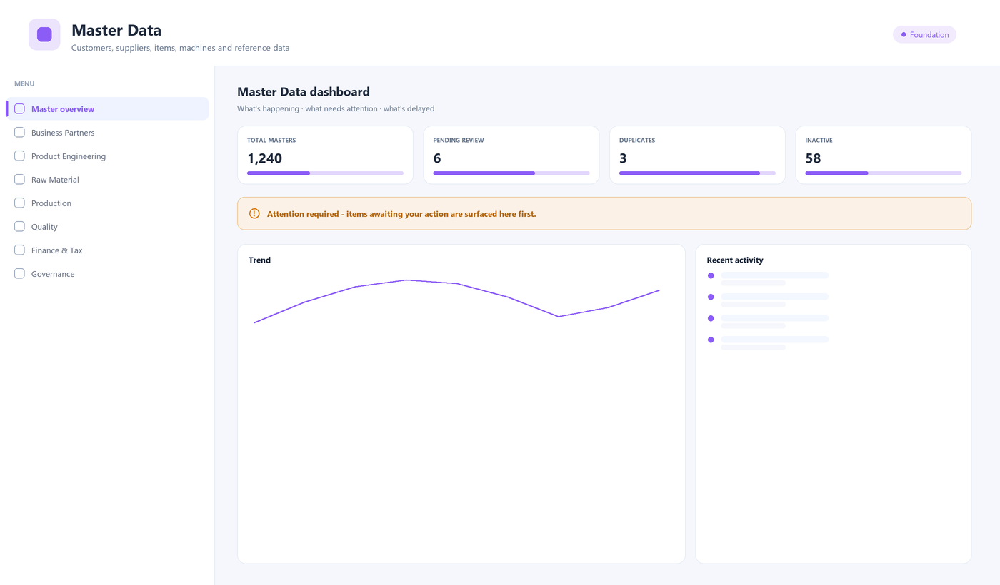 Master Data
Customers, suppliers, items, machines and reference data
Foundation
MENU
Master overview
Business Partners
Product Engineering
Raw Material
Production
Quality
Finance & Tax
Governance
Master Data dashboard
What's happening · what needs attention · what's delayed
TOTAL MASTERS
1,240
PENDING REVIEW
6
DUPLICATES
3
INACTIVE
58
Attention required - items awaiting your action are surfaced here first.
Trend
Recent activity